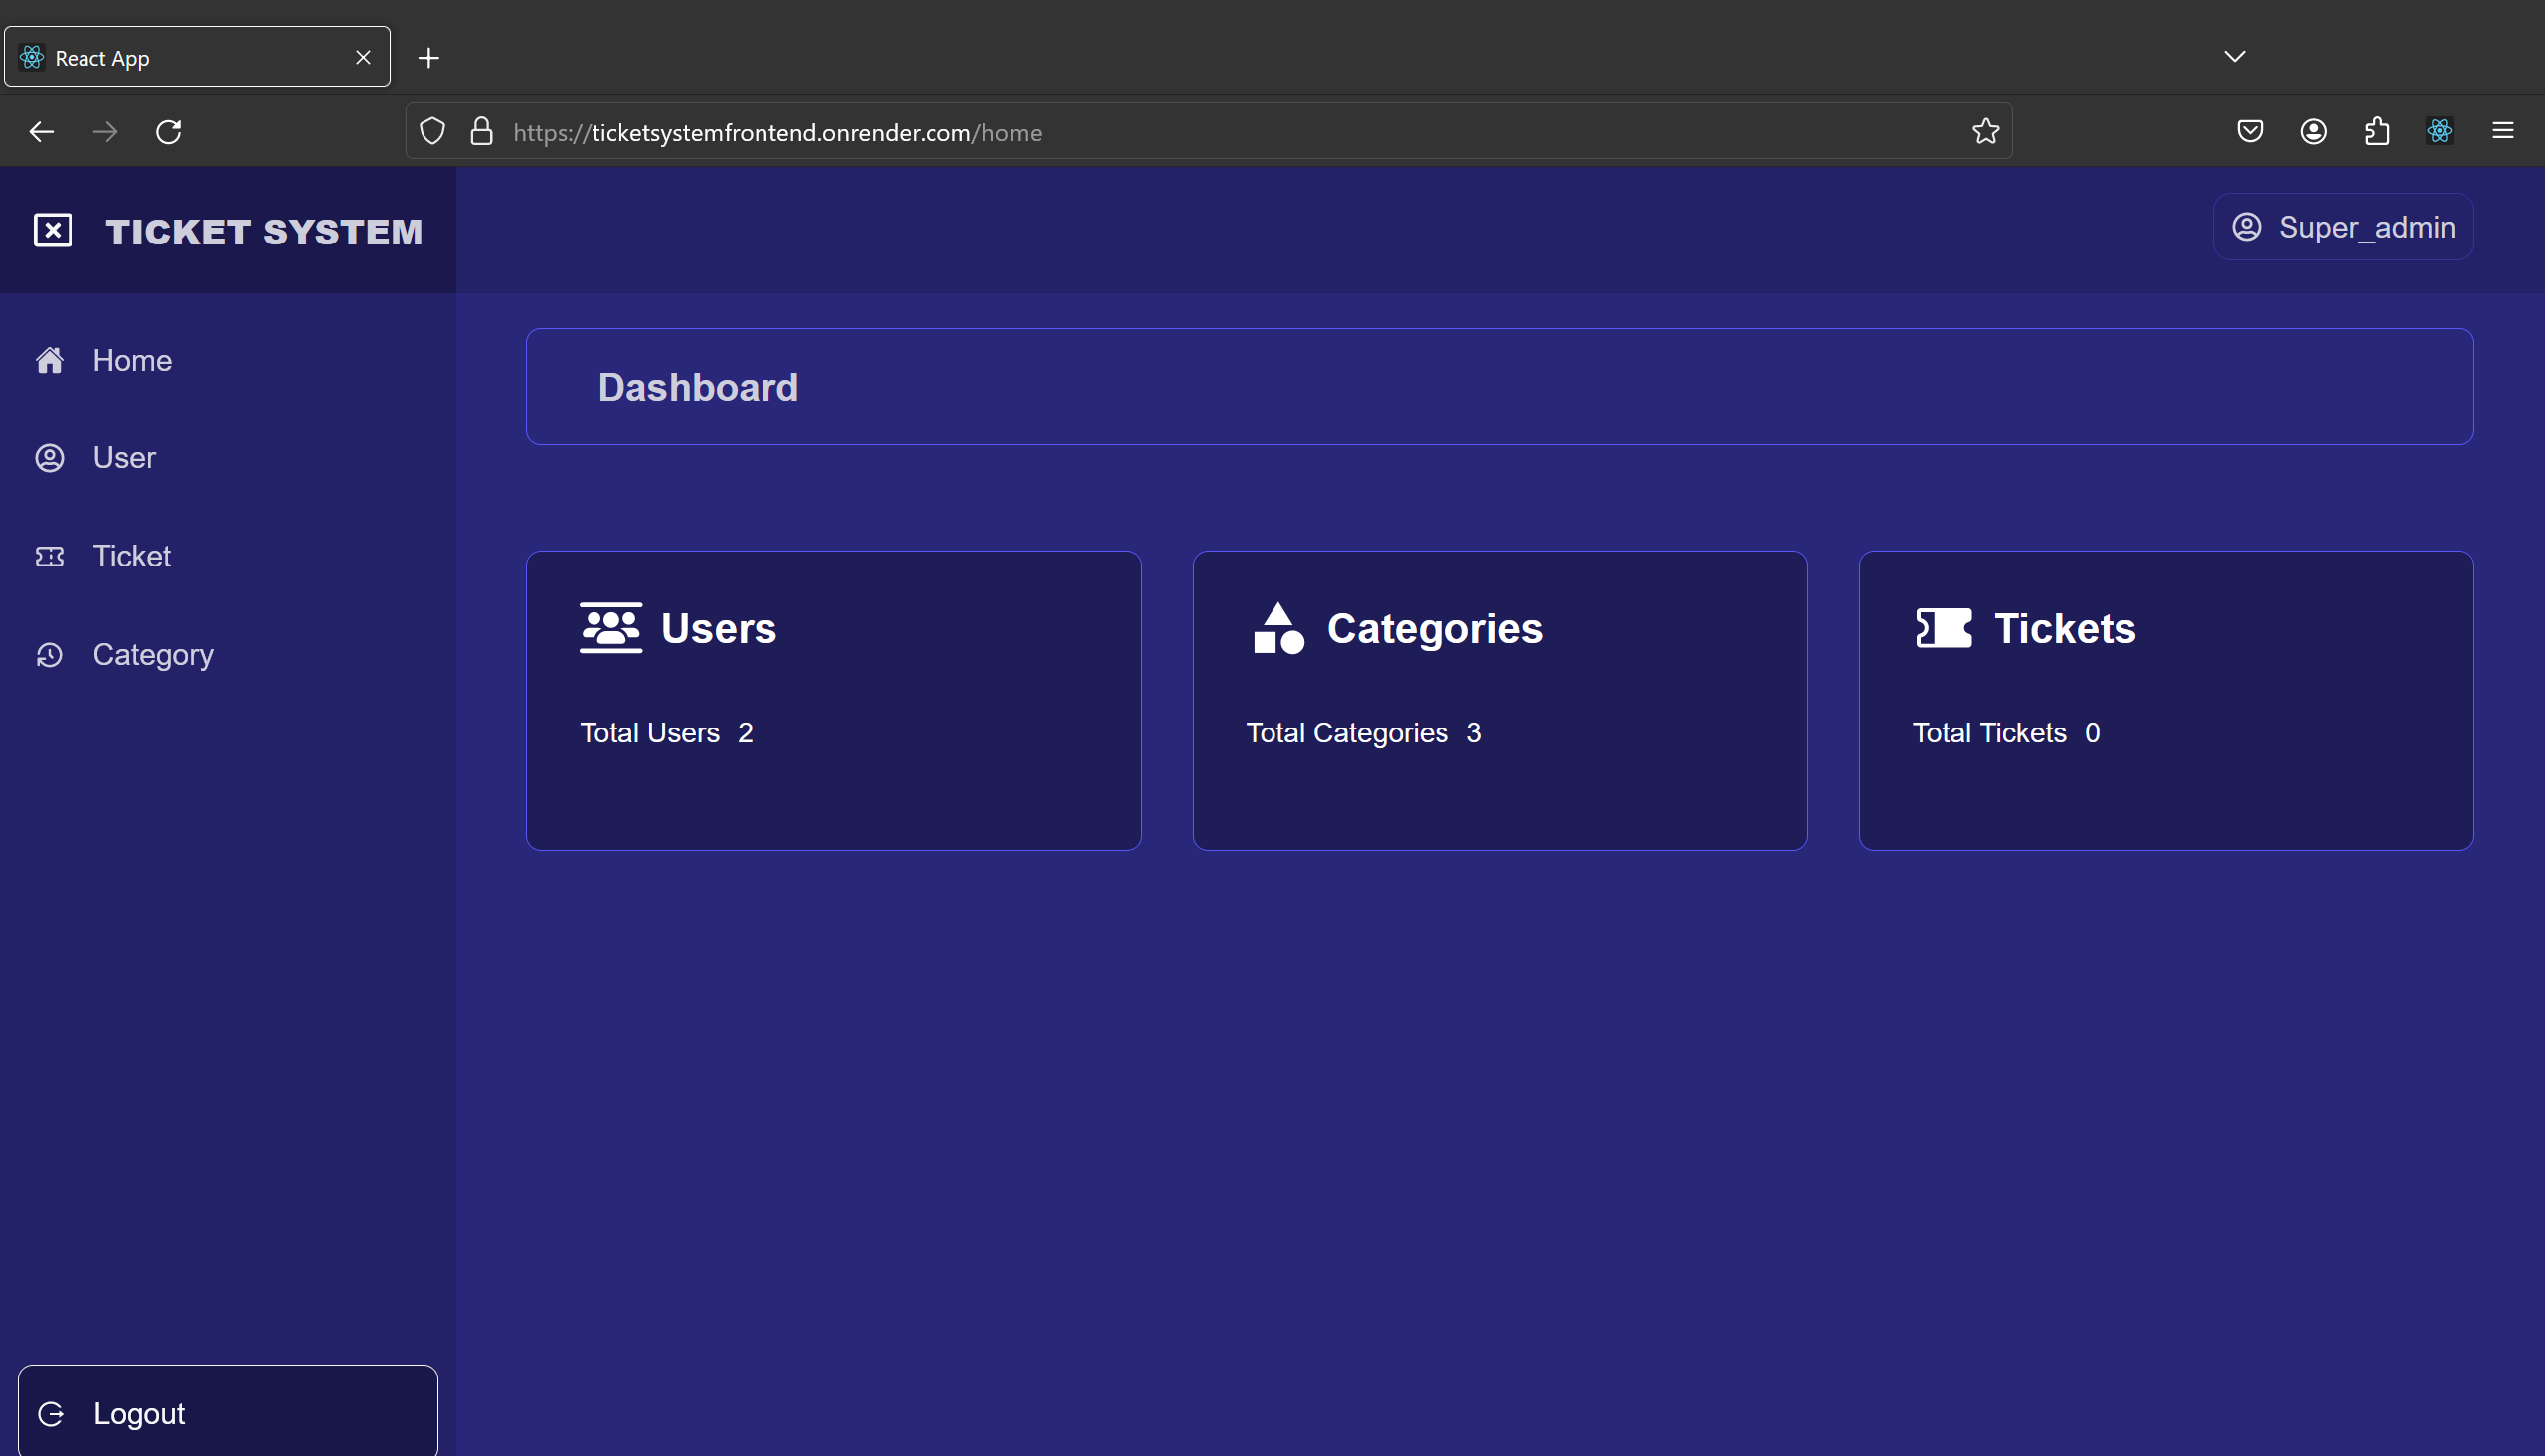 React App
https://ticketsystemfrontend.onrender.com/home
TICKET SYSTEM
Super_admin
Home
User
Ticket
Category
Logout
Dashboard
Users
Total Users 2
Categories
Total Categories 3
Tickets
Total Tickets 0